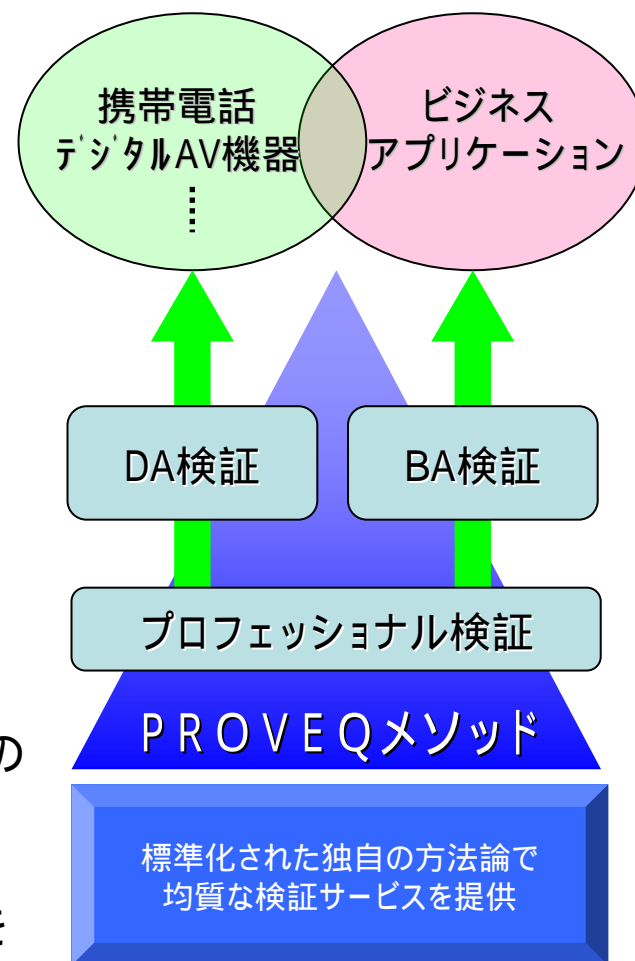 携帯電話
デジタルAV機器
⋮
ビジネス
アプリケーション
DA検証
BA検証
プロフェッショナル検証
PROVEQメソッド
の
標準化された独自の方法論で
均質な検証サービスを提供